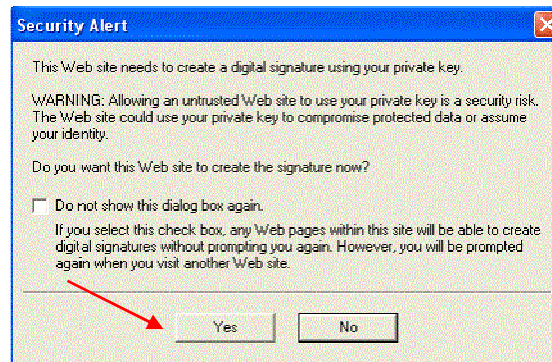 Security Alert
This Web site needs to create a digital signature using your private key.
WARNING: Allowing an untrusted Web site to use your private key is a security risk.
The Web site could use your private key to compromise protected data or assume
your identity.
Do you want this Web site to create the signature now?
Do not show this dialog box again.
If you select this check box, any Web pages within this site will be able to create
digital signatures without prompting you again. However, you will be prompted
again when you visit another Web site.
Yes
No